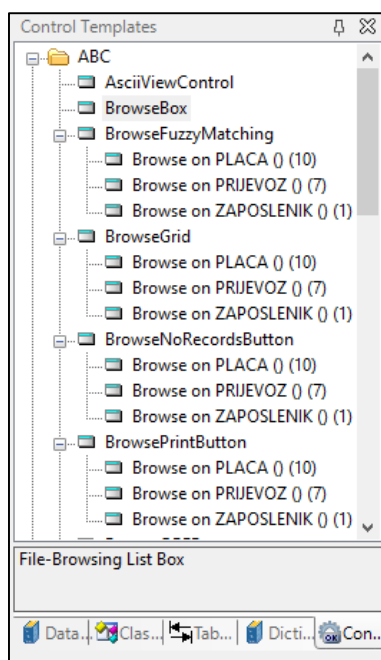 Control Templates
ABC
AsciiViewControl
BrowseBox
BrowseFuzzyMatching
Browse on PLACA () (10)
Browse on PRIJEVOZ () (7)
Browse on ZAPOSLENIK () (1)
BrowseGrid
Browse on PLACA () (10)
Browse on PRIJEVOZ () (7)
Browse on ZAPOSLENIK () (1)
BrowseNoRecordsButton
Browse on PLACA () (10)
Browse on PRIJEVOZ () (7)
Browse on ZAPOSLENIK () (1)
BrowsePrintButton
Browse on PLACA () (10)
Browse on PRIJEVOZ () (7)
Browse on ZAPOSLENIK () (1)
File-Browsing List Box
Data... Clas... Tab... Dicti... Con...